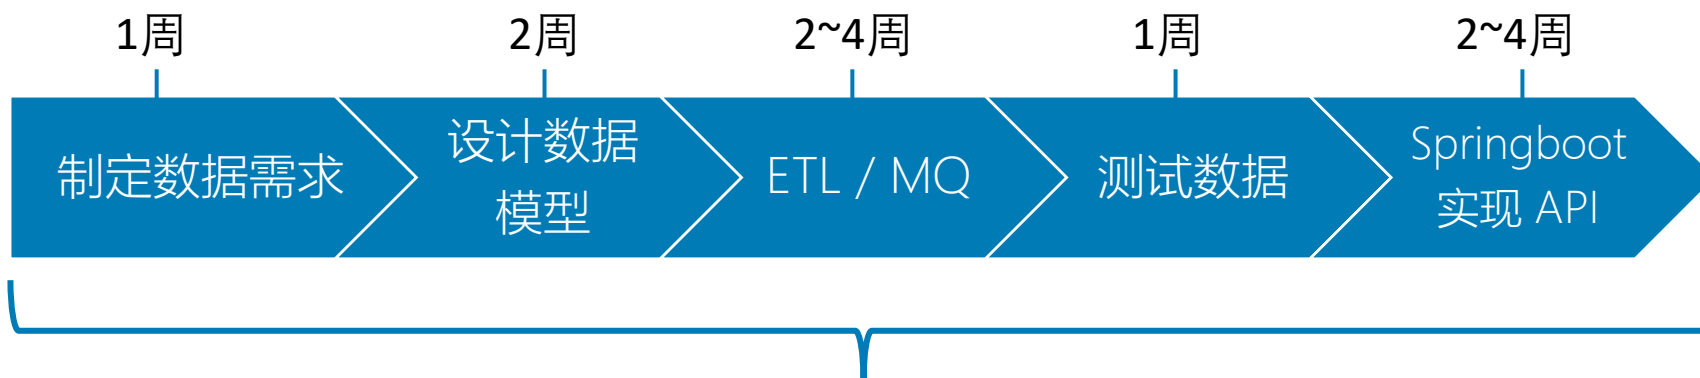 1周
2周
2~4周
1周
2~4周
制定数据需求
设计数据
模型
ETL / MQ
测试数据
Springboot
实现 API